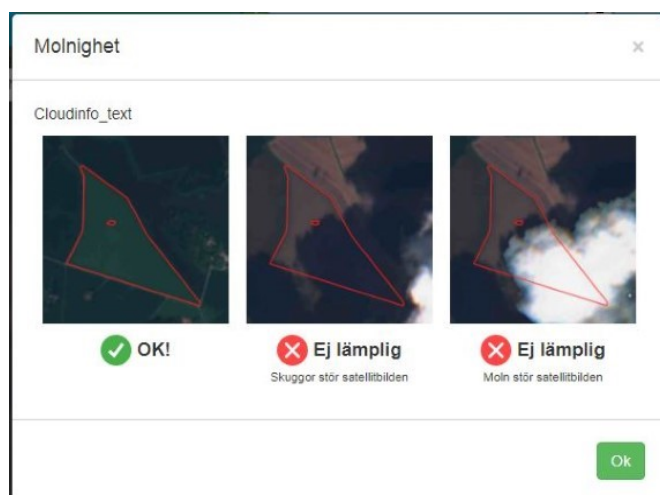 Molnighet
×
Cloudinfo_text
OK!
Ej lämplig
Skuggor stör satellitbilden
Ej lämplig
Moln stör satellitbilden
Ok